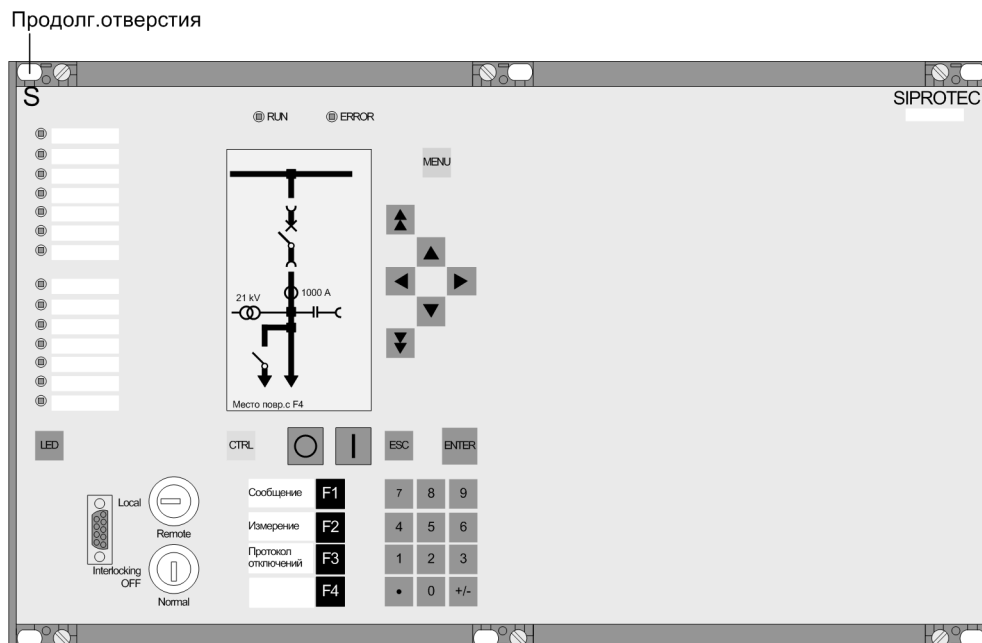 Продолг.отверстия
S
SIPROTEC
RUN
ERROR
MENU
21 kV
1000 A
Место повр.с F4
LED
CTRL
ESC
ENTER
Local
Remote
Interlocking
OFF
Normal
Сообщение F1
Измерение F2
Протокол
отключений F3
F4
7 8 9
4 5 6
1 2 3
• 0 +/-